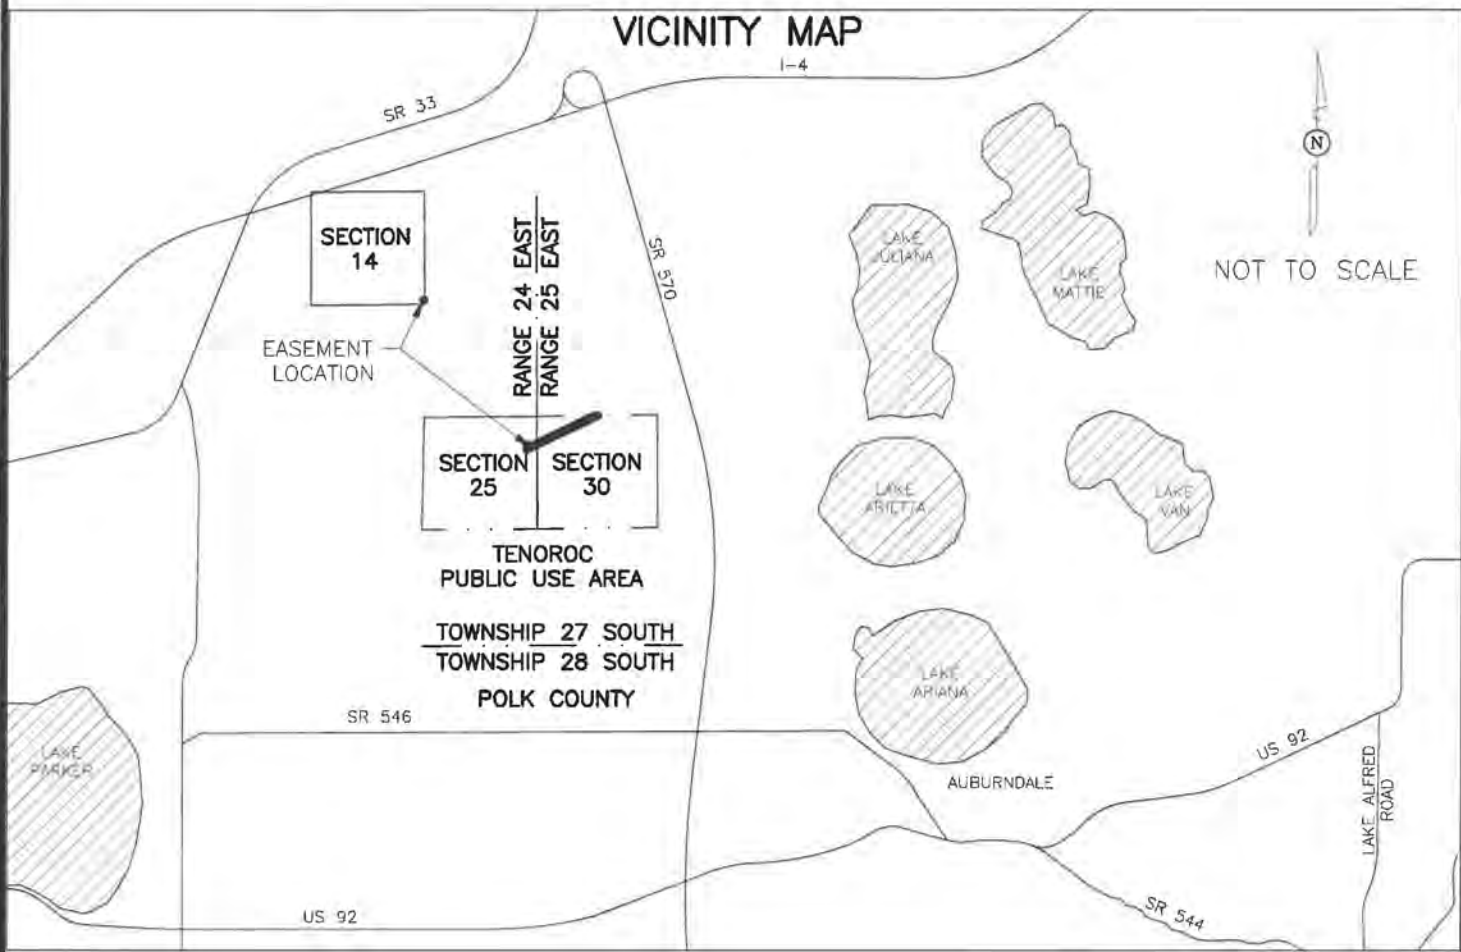 VICINITY MAP
I-4
SR 33
N
NOT TO SCALE
SECTION
14
RANGE 24 EAST
RANGE 25 EAST
SR 570
LAKE
JULIANA
LAKE
MATTIE
EASEMENT
LOCATION
SECTION
25
SECTION
30
LAKE
ARIETTA
LAKE
VAN
TENOROC
PUBLIC USE AREA
TOWNSHIP 27 SOUTH
TOWNSHIP 28 SOUTH
POLK COUNTY
LAKE
ARIANA
SR 546
LAKE
PARKER
US 92
AUBURNDALE
LAKE ALFRED
ROAD
US 92
SR 544